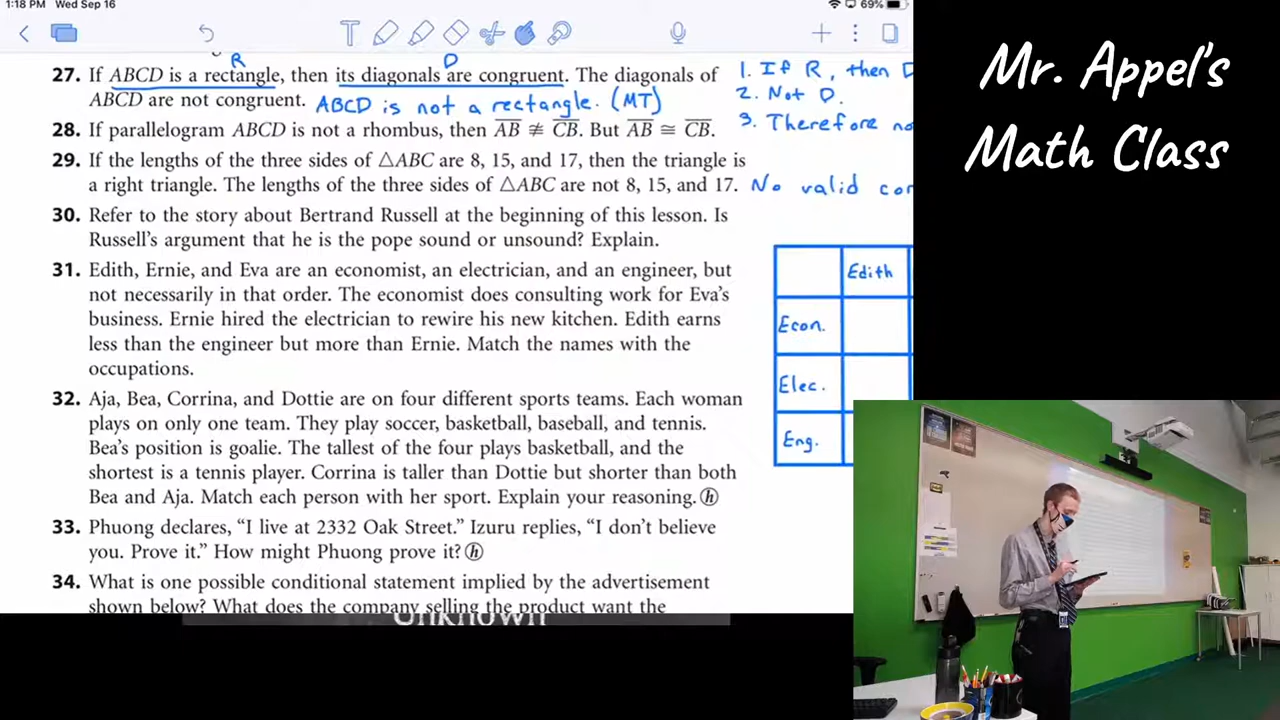 1:18 PM Wed Sep 16
69%
R D
27. If ABCD is a rectangle, then its diagonals are congruent. The diagonals of
ABCD are not congruent. ABCD is not a rectangle. (MT)
1. If R, then D
2. Not D.
3. Therefore no
28. If parallelogram ABCD is not a rhombus, then AB ≇ CB. But AB ≅ CB.
29. If the lengths of the three sides of △ABC are 8, 15, and 17, then the triangle is
a right triangle. The lengths of the three sides of △ABC are not 8, 15, and 17. No valid con
30. Refer to the story about Bertrand Russell at the beginning of this lesson. Is
Russell's argument that he is the pope sound or unsound? Explain.
31. Edith, Ernie, and Eva are an economist, an electrician, and an engineer, but
not necessarily in that order. The economist does consulting work for Eva's
business. Ernie hired the electrician to rewire his new kitchen. Edith earns
less than the engineer but more than Ernie. Match the names with the
occupations.
Edith
Econ.
Elec.
Eng.
32. Aja, Bea, Corrina, and Dottie are on four different sports teams. Each woman
plays on only one team. They play soccer, basketball, baseball, and tennis.
Bea's position is goalie. The tallest of the four plays basketball, and the
shortest is a tennis player. Corrina is taller than Dottie but shorter than both
Bea and Aja. Match each person with her sport. Explain your reasoning. ⓗ
33. Phuong declares, "I live at 2332 Oak Street." Izuru replies, "I don't believe
you. Prove it." How might Phuong prove it? ⓗ
34. What is one possible conditional statement implied by the advertisement
shown below? What does the company selling the product want the
Unknown
Mr. Appel's
Math Class